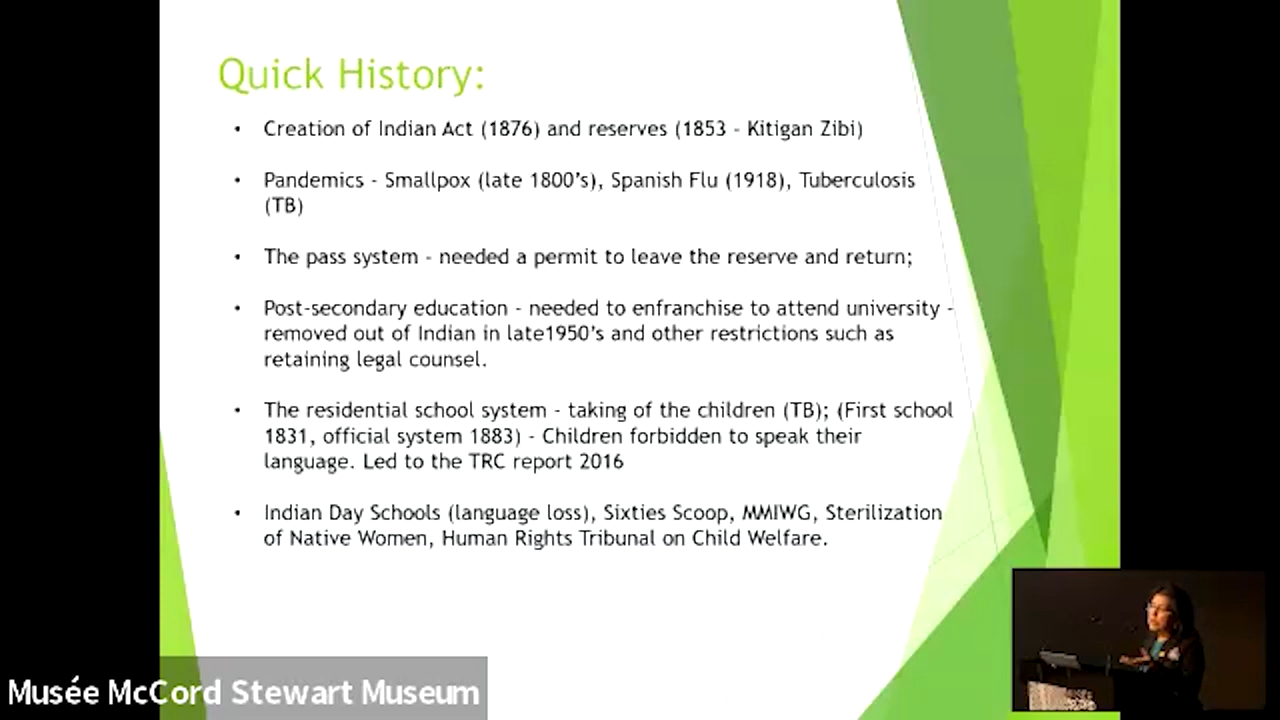 Quick History:
• Creation of Indian Act (1876) and reserves (1853 - Kitigan Zibi)
• Pandemics - Smallpox (late 1800's), Spanish Flu (1918), Tuberculosis
(TB)
• The pass system - needed a permit to leave the reserve and return;
• Post-secondary education - needed to enfranchise to attend university -
removed out of Indian in late1950's and other restrictions such as
retaining legal counsel.
• The residential school system - taking of the children (TB); (First school
1831, official system 1883) - Children forbidden to speak their
language. Led to the TRC report 2016
• Indian Day Schools (language loss), Sixties Scoop, MMIWG, Sterilization
of Native Women, Human Rights Tribunal on Child Welfare.
Musée McCord Stewart Museum